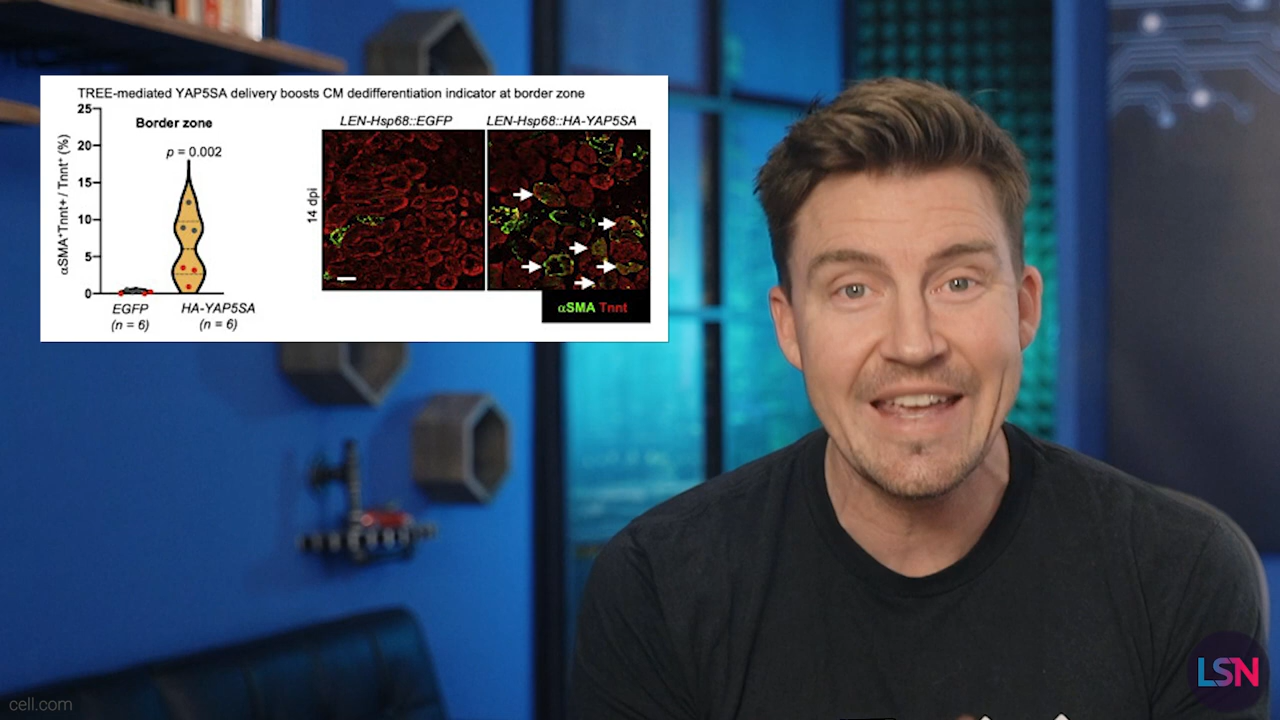 TREE-mediated YAP5SA delivery boosts CM dedifferentiation indicator at border zone
αSMA⁺Tnnt+ / Tnnt⁺ (%)
25
20
15
10
5
0
Border zone
p = 0.002
EGFP
(n = 6)
HA-YAP5SA
(n = 6)
14 dpi
LEN-Hsp68::EGFP
LEN-Hsp68::HA-YAP5SA
αSMA Tnnt
cell.com
LSN